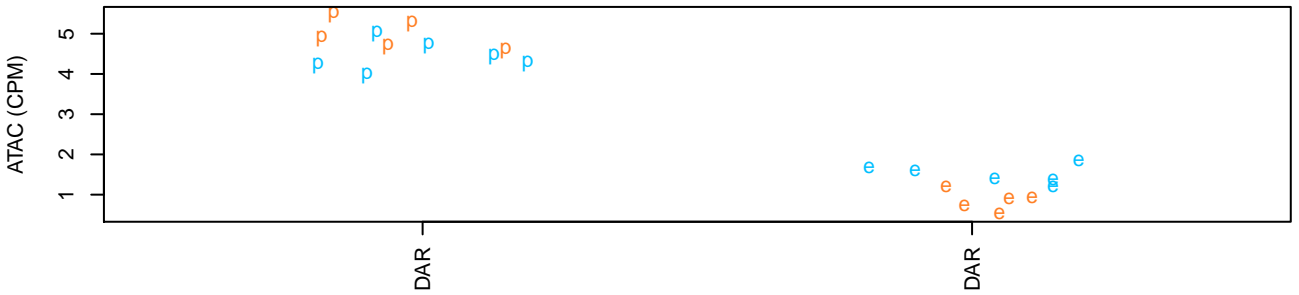 ATAC (CPM)
5
4
3
2
1
p p p p p p p p p p p
e e e e e e e e e e e
DAR DAR